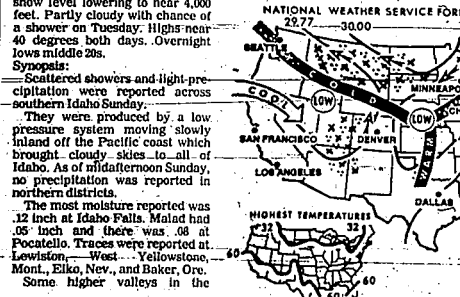 snow level lowering to near 4,000
feet. Partly cloudy with chance of
a shower on Tuesday. Highs near
40 degrees both days. Overnight
lows middle 20s.
Synopsis:
Scattered showers and light pre-
cipitation were reported across
southern Idaho Sunday.
They were produced by a low
pressure system moving slowly
inland off the Pacific coast which
brought cloudy skies to all of
Idaho. As of midafternoon Sunday,
no precipitation was reported in
northern districts.
The most moisture reported was
.12 inch at Idaho Falls. Malad had
.05 inch and there was .08 at
Pocatello. Traces were reported at
Lewiston, West Yellowstone,
Mont., Elko, Nev., and Baker, Ore.
Some higher valleys in the
NATIONAL WEATHER SERVICE FOR
29.77 30.00
SEATTLE
COLD
MINNEAPO
COOL
LOW
LOW
SAN FRANCISCO
DENVER
WARM
LOS ANGELES
DALLAS
HIGHEST TEMPERATURES
32 32
60 60
60